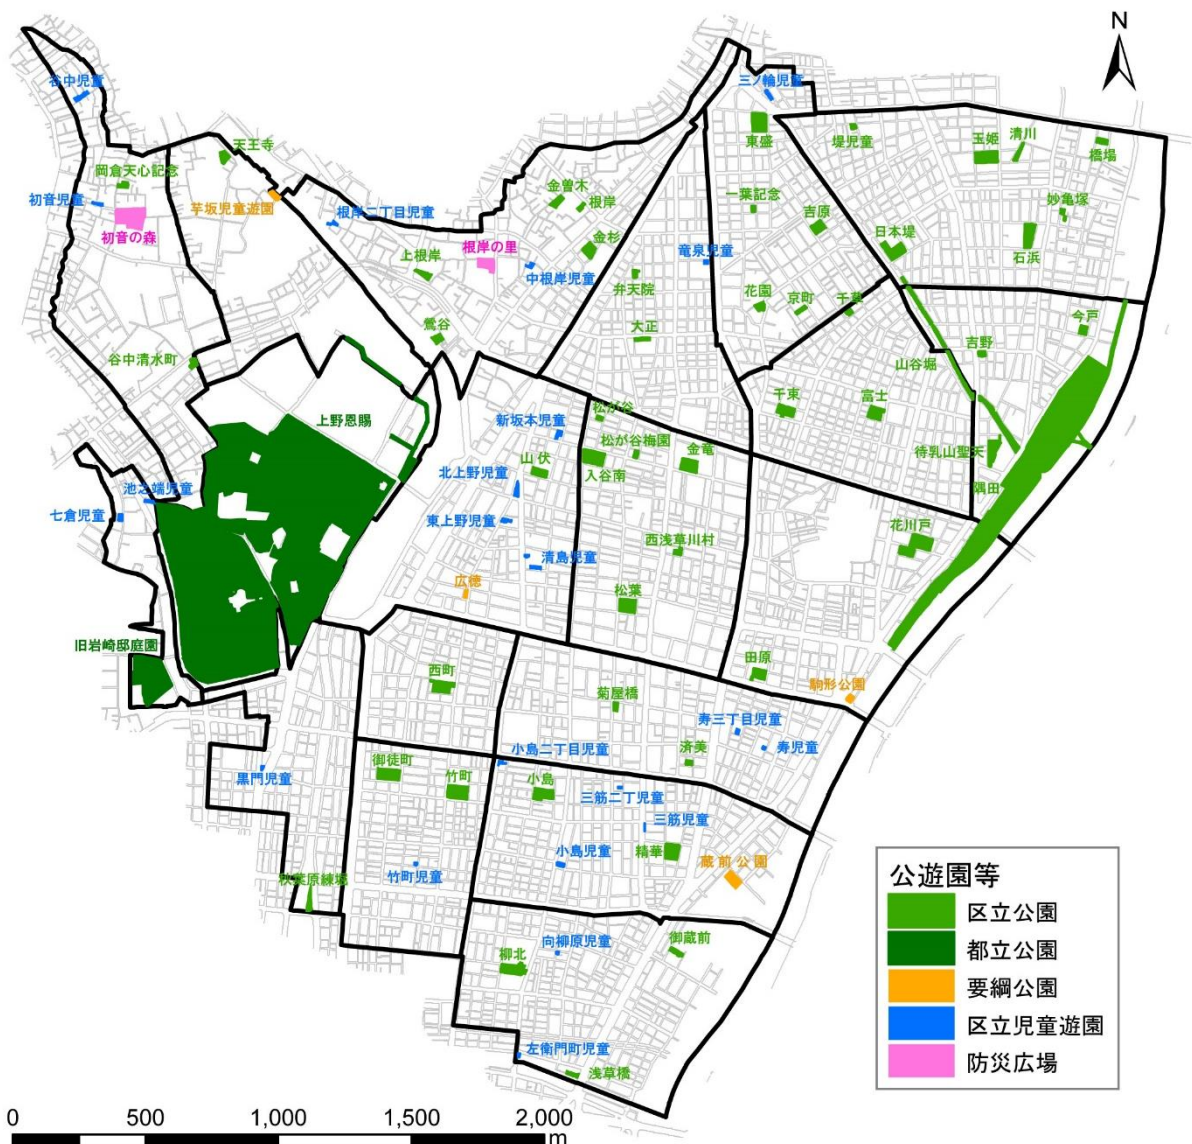 N
谷中児童
三ノ輪児童
天王寺
東盛
堤児童
玉姫
清川
橋場
岡倉天心記念
初音児童
芋坂児童遊園
根岸二丁目児童
金曽木
根岸
一葉記念
吉原
妙亀塚
初音の森
上根岸
根岸の里
金杉
竜泉児童
日本堤
石浜
中根岸児童
弁天院
花園
京町
千草
今戸
鶯谷
大正
吉野
谷中清水町
山谷堀
上野恩賜
新坂本児童
松が谷
千束
富士
松が谷梅園
金竜
待乳山聖天
山伏
北上野児童
入谷南
隅田
池之端児童
七倉児童
東上野児童
花川戸
清島児童
西浅草川村
広徳
松葉
旧岩崎邸庭園
西町
田原
駒形公園
菊屋橋
寿三丁目児童
小島二丁目児童
済美
寿児童
黒門児童
御徒町
竹町
小島
三筋二丁児童
三筋児童
小島児童
精華
蔵前公園
竹町児童
秋葉原練塀
向柳原児童
御蔵前
柳北
左衛門町児童
浅草橋
公遊園等
区立公園
都立公園
要綱公園
区立児童遊園
防災広場
0 500 1,000 1,500 2,000
m